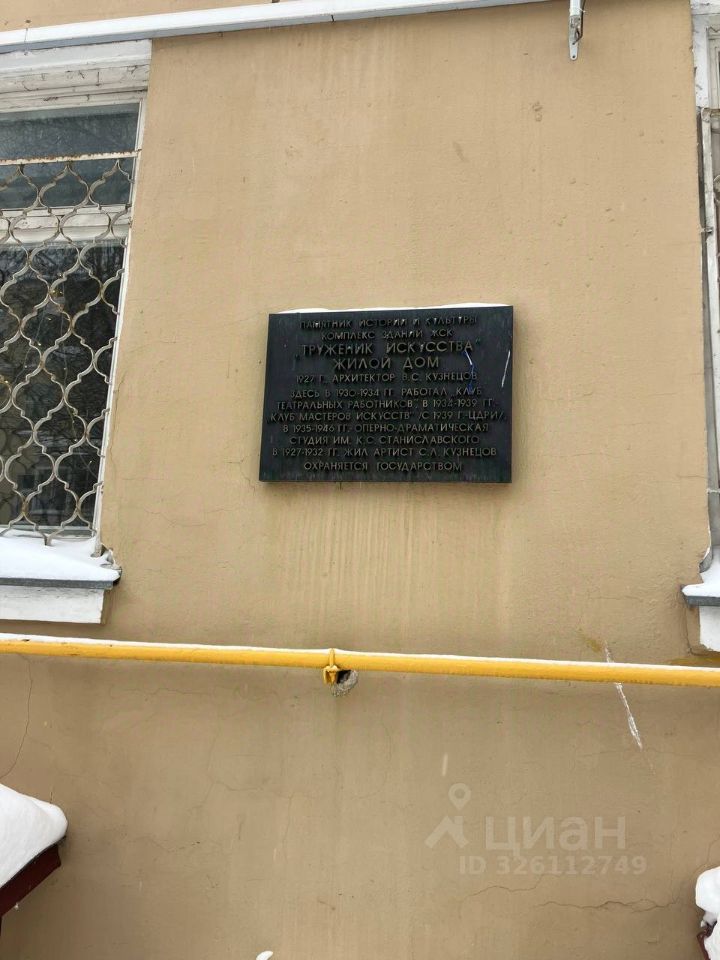 ПАМЯТНИК ИСТОРИИ И КУЛЬТУРЫ
КОМПЛЕКС ЗДАНИЙ ЖСК
„ТРУЖЕНИК ИСКУССТВА"
ЖИЛОЙ ДОМ
1927 Г., АРХИТЕКТОР В.С. КУЗНЕЦОВ
ЗДЕСЬ В 1930-1934 ГГ. РАБОТАЛ „КЛУБ
ТЕАТРАЛЬНЫХ РАБОТНИКОВ", В 1934-1939 ГГ.-
„КЛУБ МАСТЕРОВ ИСКУССТВ" /С 1939 Г.-ЦДРИ/,
В 1935-1946 ГГ.- ОПЕРНО-ДРАМАТИЧЕСКАЯ
СТУДИЯ ИМ. К.С. СТАНИСЛАВСКОГО
В 1927-1932 ГГ. ЖИЛ АРТИСТ С.Л. КУЗНЕЦОВ
ОХРАНЯЕТСЯ ГОСУДАРСТВОМ
циан
ID 326112749